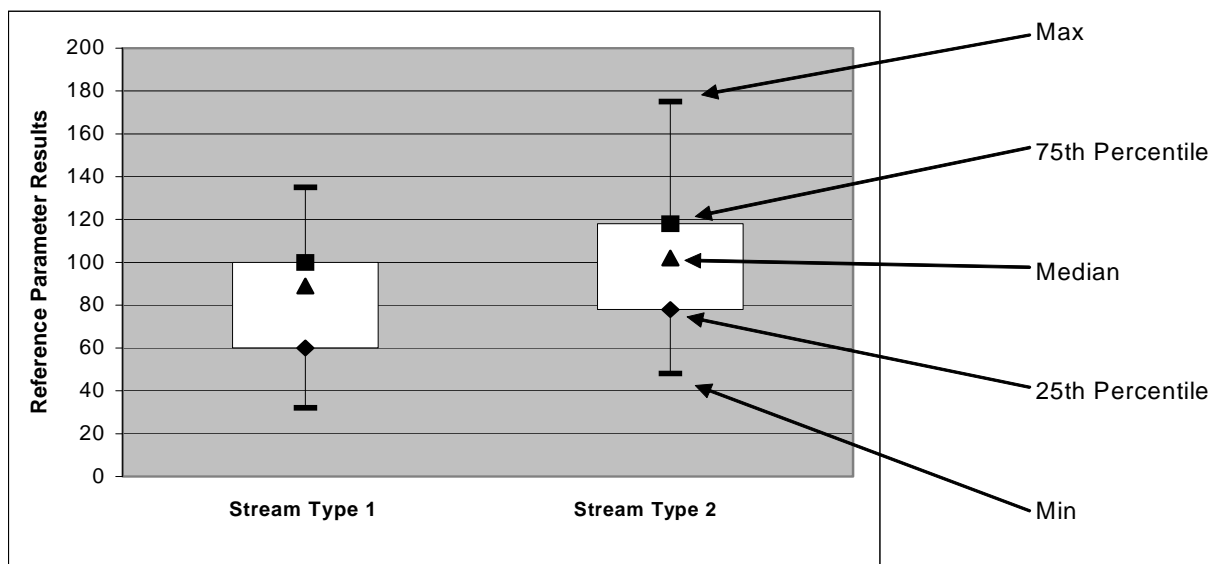 Reference Parameter Results
200
180
160
140
120
100
80
60
40
20
0
Stream Type 1
Stream Type 2
Max
75th Percentile
Median
25th Percentile
Min